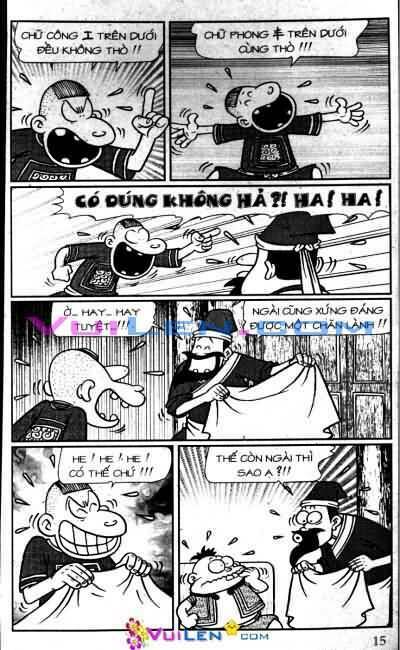 CHỮ CÔNG 工 TRÊN DƯỚI
ĐỀU KHÔNG THÒ !!
CHỮ PHONG 丰 TRÊN DƯỚI
CÙNG THÒ !!!
CÓ ĐÚNG KHÔNG HẢ?! HA! HA!
Ờ... HAY... HAY
TUYỆT !!!
NGÀI CŨNG XỨNG ĐÁNG
ĐƯỢC MỘT CHĂN LÀNH !!
VUILEN.COM
HE ! HE ! HE !
CÓ THẾ CHỨ !!!
THẾ CÒN NGÀI THÌ
SAO Ạ ?!!
15
VUILEN.COM